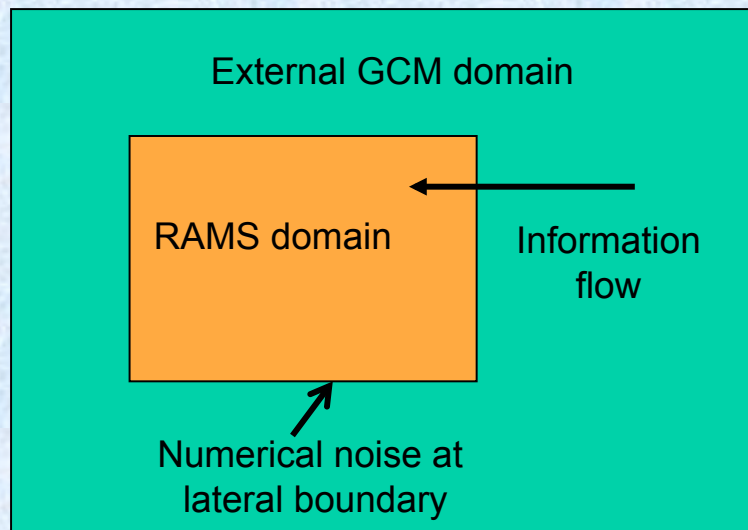 External GCM domain
RAMS domain
Information
flow
Numerical noise at
lateral boundary